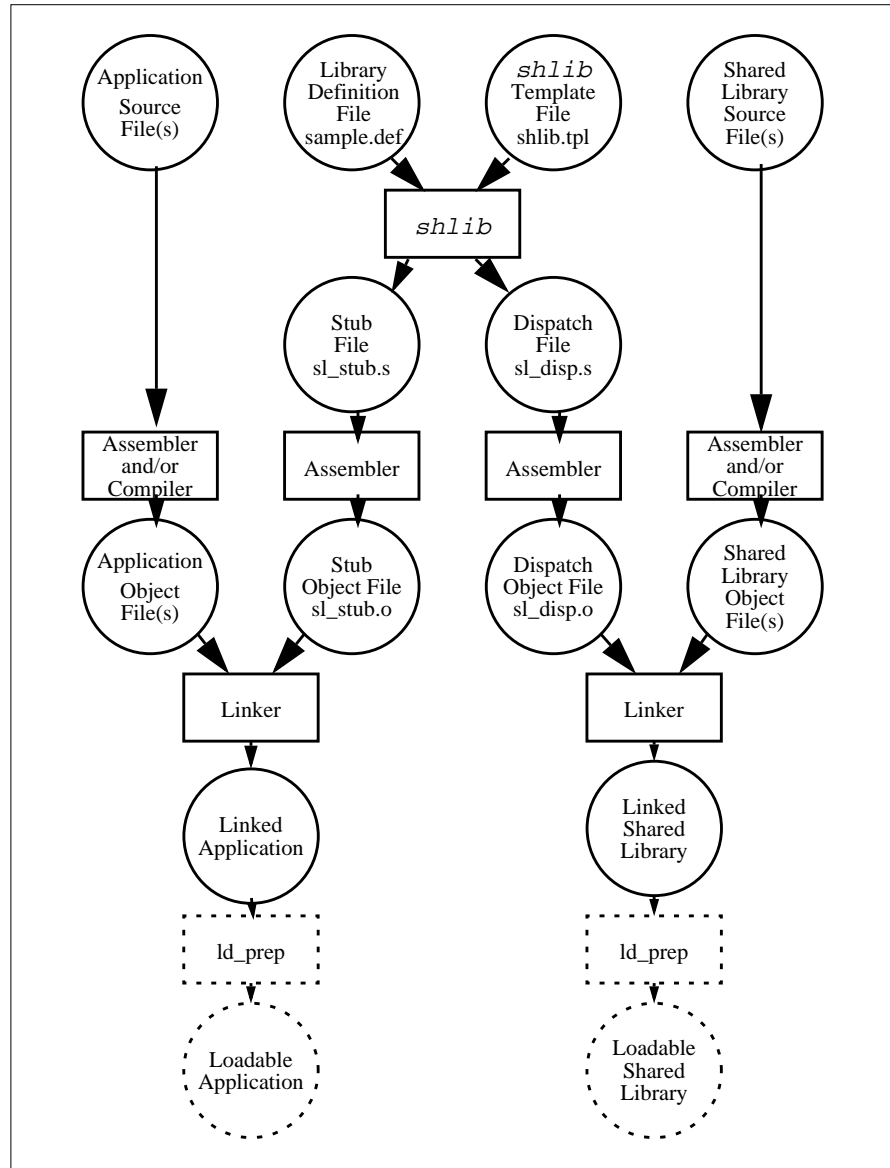 Application
Source
File(s)
Library
Definition
File
sample.def
shlib
Template
File
shlib.tpl
Shared
Library
Source
File(s)
shlib
Stub
File
sl_stub.s
Dispatch
File
sl_disp.s
Assembler
and/or
Compiler
Assembler
Assembler
Assembler
and/or
Compiler
Application
Object
File(s)
Stub
Object File
sl_stub.o
Dispatch
Object File
sl_disp.o
Shared
Library
Object
File(s)
Linker
Linker
Linked
Application
Linked
Shared
Library
ld_prep
ld_prep
Loadable
Application
Loadable
Shared
Library